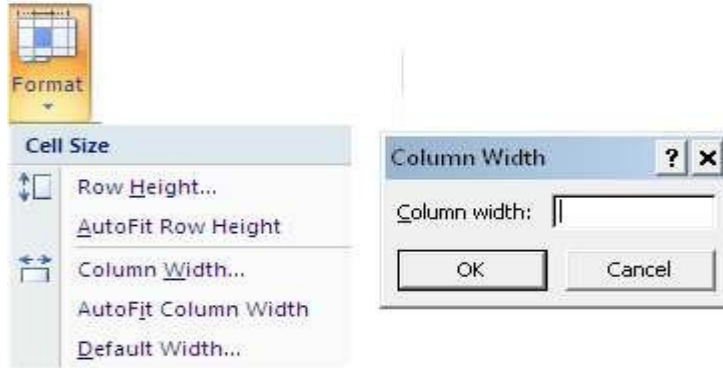 Format
Cell Size
Row Height...
AutoFit Row Height
Column Width...
AutoFit Column Width
Default Width...
Column Width
?
Column width:
OK
Cancel